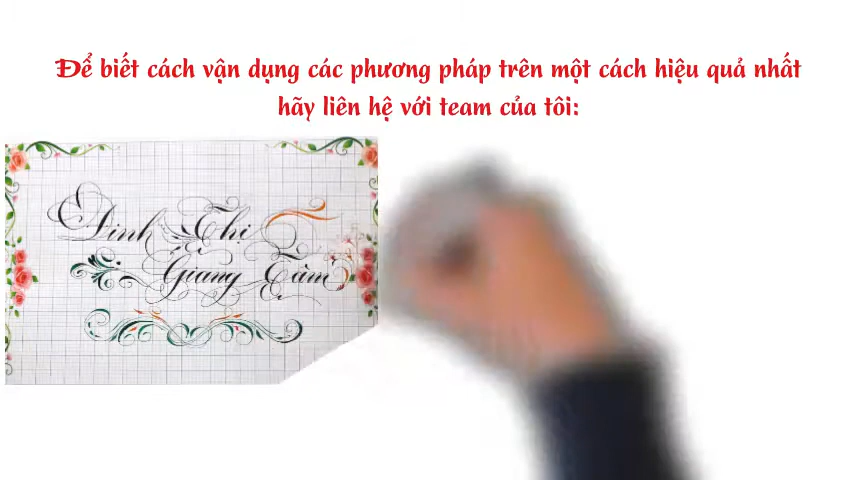 Để biết cách vận dụng các phương pháp trên một cách hiệu quả nhất
hãy liên hệ với team của tôi:
Đinh Thị
Giang Tâm